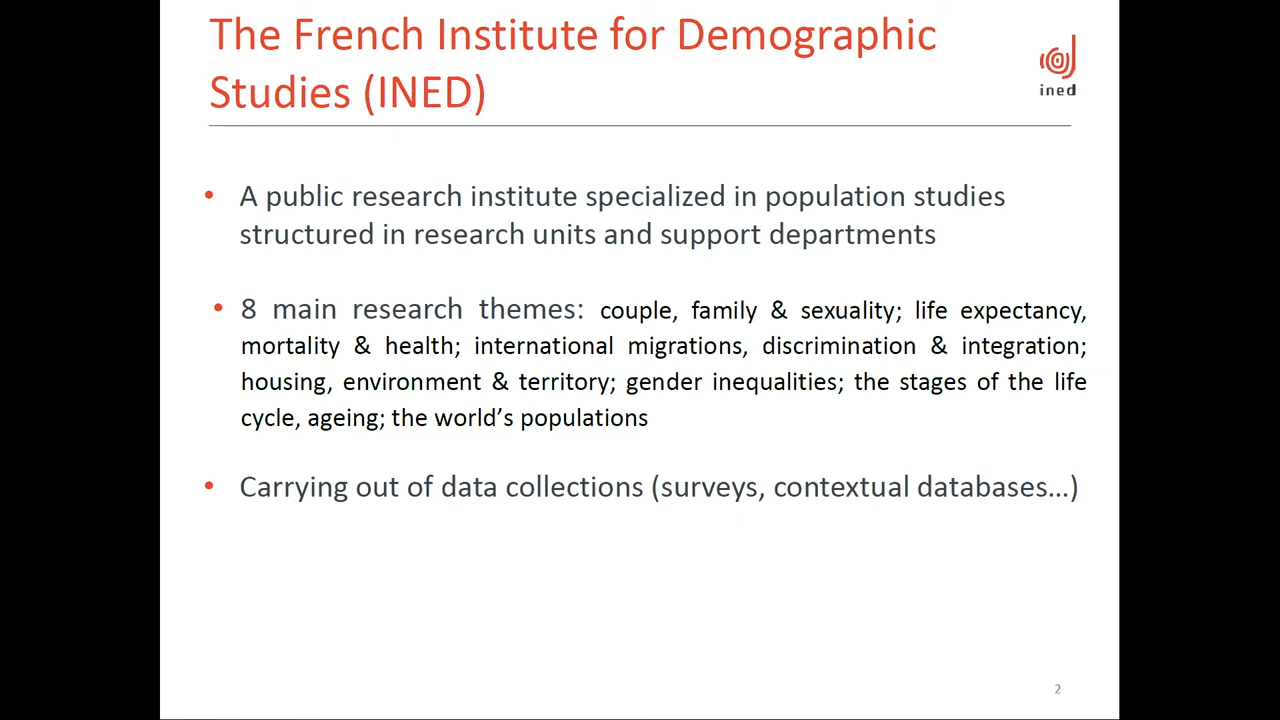 The French Institute for Demographic
Studies (INED)
ined
• A public research institute specialized in population studies
structured in research units and support departments
• 8 main research themes: couple, family & sexuality; life expectancy,
mortality & health; international migrations, discrimination & integration;
housing, environment & territory; gender inequalities; the stages of the life
cycle, ageing; the world’s populations
• Carrying out of data collections (surveys, contextual databases…)
2